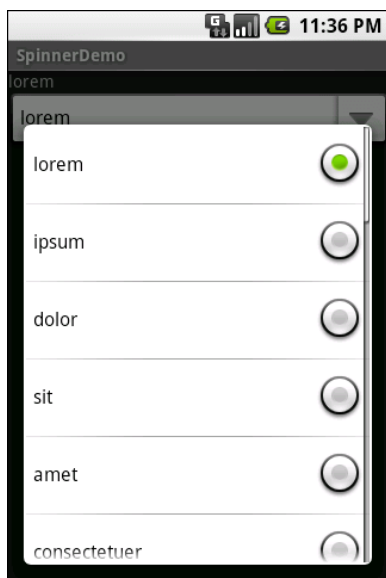 11:36 PM
SpinnerDemo
lorem
lorem
lorem
ipsum
dolor
sit
amet
consectetuer